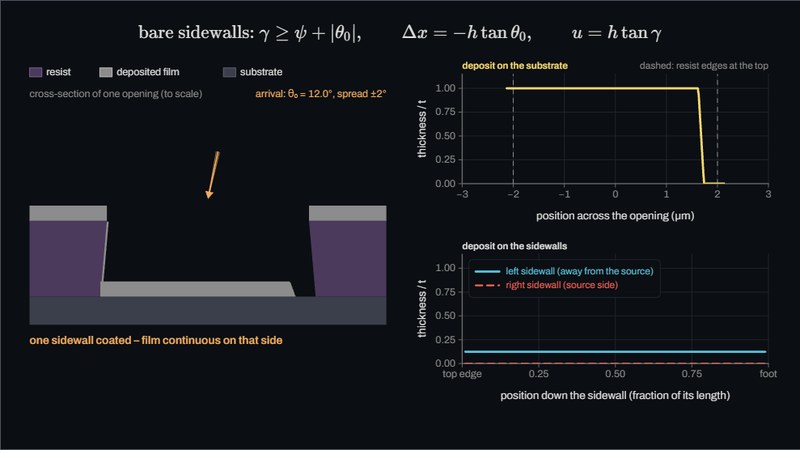 bare sidewalls: γ ≥ ψ + |θ₀|, Δx = −h tan θ₀, u = h tan γ
resist deposited film substrate
cross-section of one opening (to scale) arrival: θ₀ = 12.0°, spread ±2°
one sidewall coated – film continuous on that side
deposit on the substrate dashed: resist edges at the top
thickness / t
1.00
0.75
0.50
0.25
0.00
−3 −2 −1 0 1 2 3
position across the opening (µm)
deposit on the sidewalls
thickness / t
1.00
0.75
0.50
0.25
0.00
left sidewall (away from the source)
right sidewall (source side)
top edge 0.25 0.50 0.75 foot
position down the sidewall (fraction of its length)